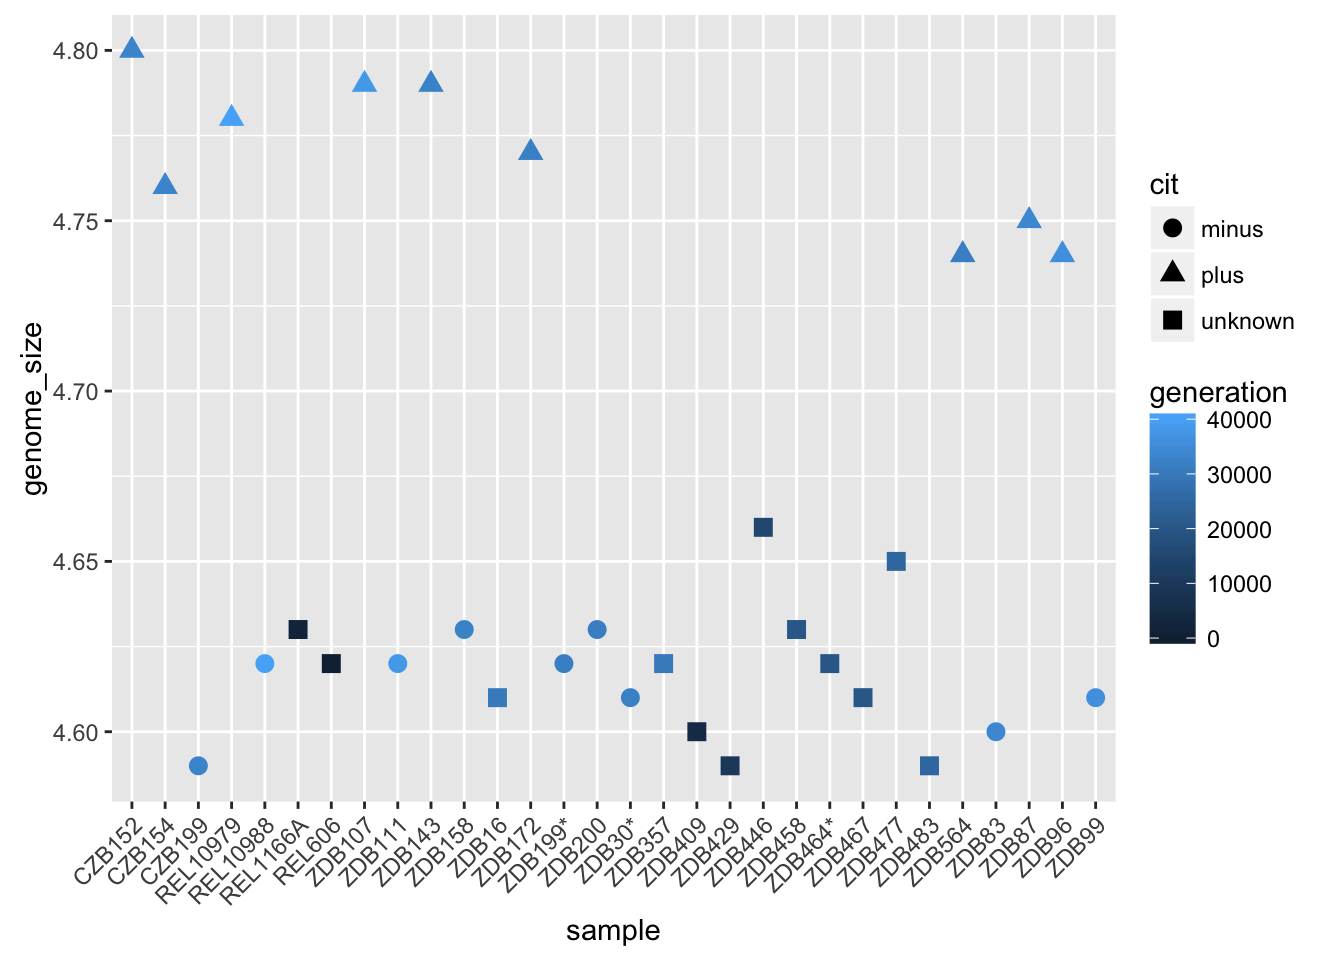 4.80
4.75
4.70
4.65
4.60
genome_size
CZB152
CZB154
CZB199
REL10979
REL10988
REL1166A
REL606
ZDB107
ZDB111
ZDB143
ZDB158
ZDB16
ZDB172
ZDB199*
ZDB200
ZDB30*
ZDB357
ZDB409
ZDB429
ZDB446
ZDB458
ZDB464*
ZDB467
ZDB477
ZDB483
ZDB564
ZDB83
ZDB87
ZDB96
ZDB99
sample
cit
minus
plus
unknown
generation
40000
30000
20000
10000
0